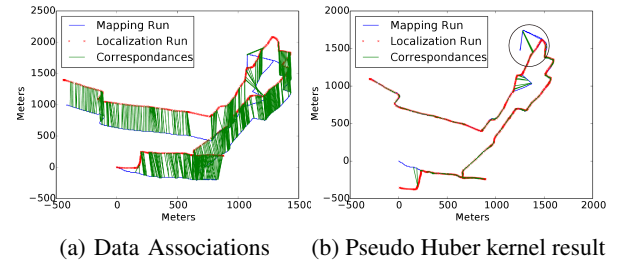 2500
2000
1500
1000
500
0
−500
−500 0 500 1000 1500
Meters
Meters
Mapping Run
Localization Run
Correspondances
(a) Data Associations
2000
1500
1000
500
0
−500
−500 0 500 1000 1500 2000
Meters
Meters
Mapping Run
Localization Run
Correspondances
(b) Pseudo Huber kernel result